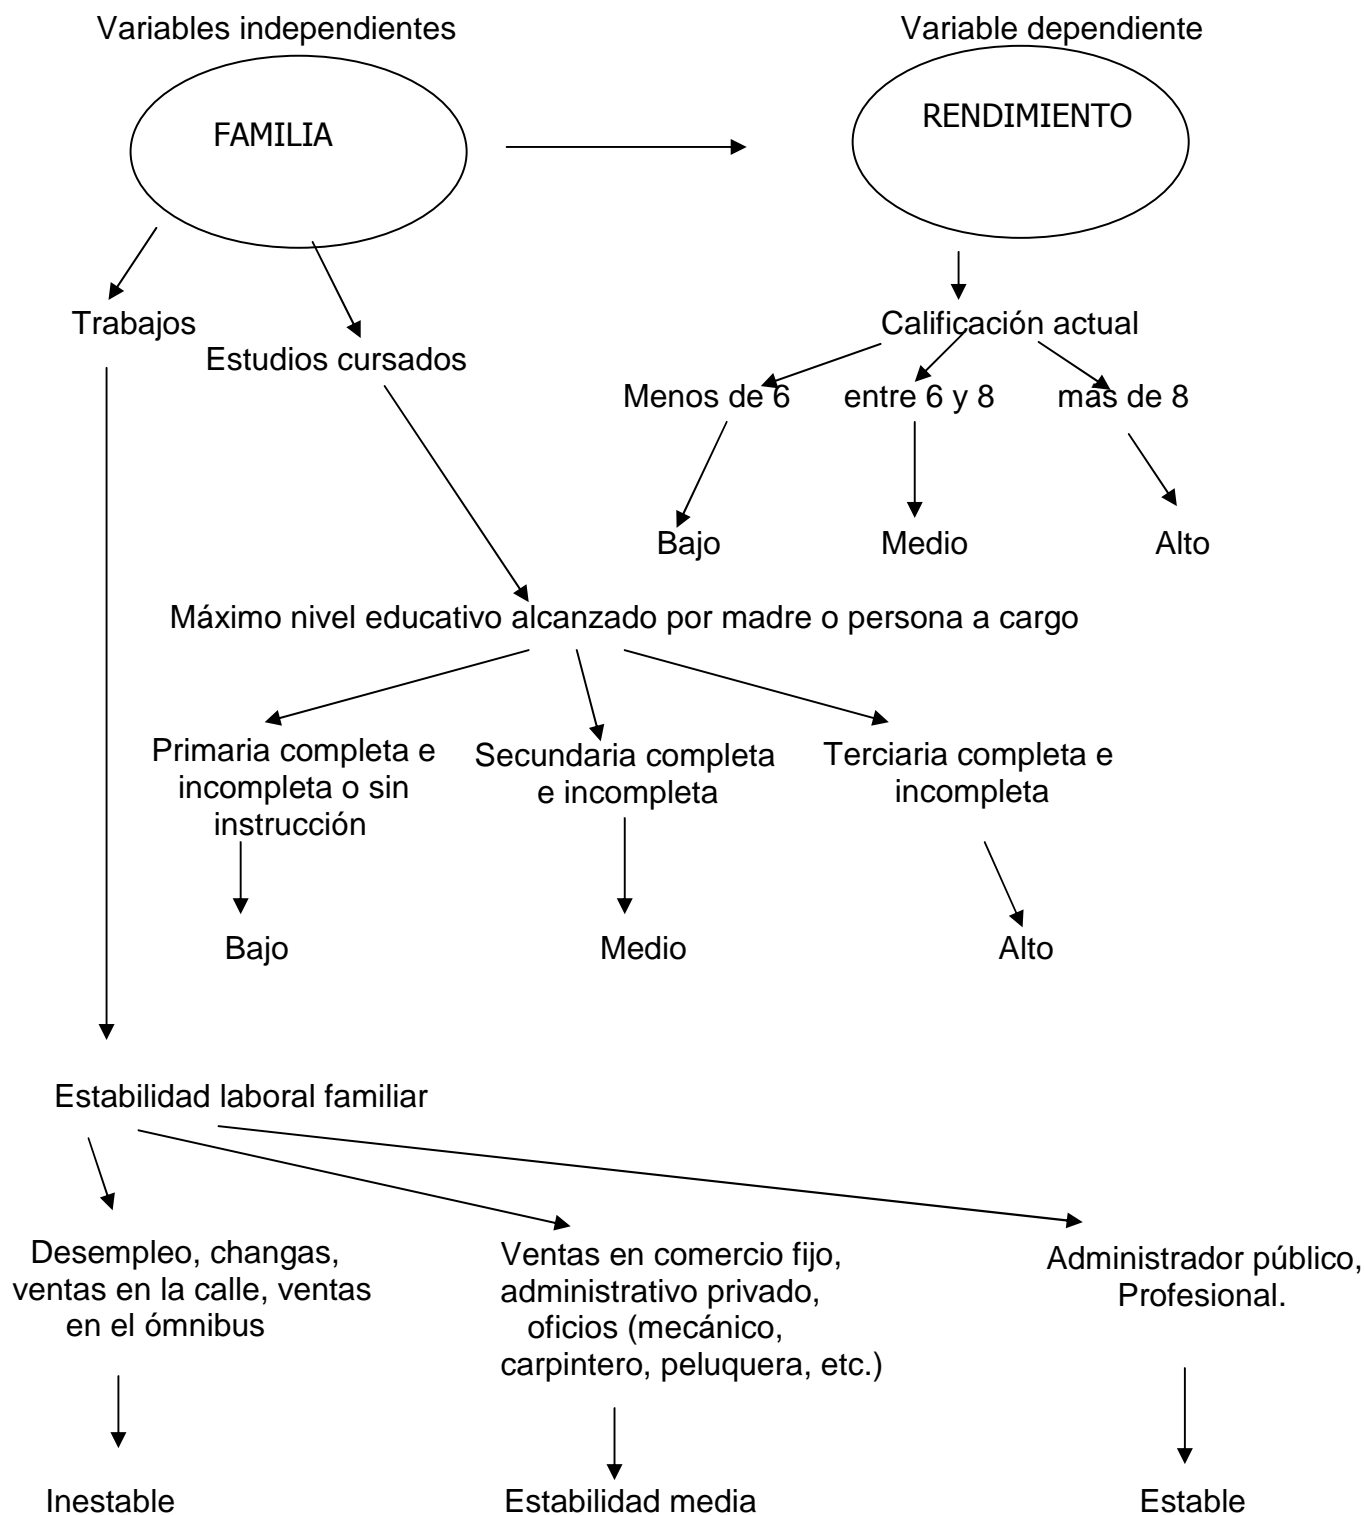 Variables independientes
Variable dependiente
FAMILIA
RENDIMIENTO
Trabajos
Estudios cursados
Calificación actual
Menos de 6
entre 6 y 8
mas de 8
Bajo
Medio
Alto
Máximo nivel educativo alcanzado por madre o persona a cargo
Primaria completa e
incompleta o sin
instrucción
Secundaria completa
e incompleta
Terciaria completa e
incompleta
Bajo
Medio
Alto
Estabilidad laboral familiar
Desempleo, changas,
ventas en la calle, ventas
en el ómnibus
Ventas en comercio fijo,
administrativo privado,
oficios (mecánico,
carpintero, peluquera, etc.)
Administrador público,
Profesional.
Inestable
Estabilidad media
Estable